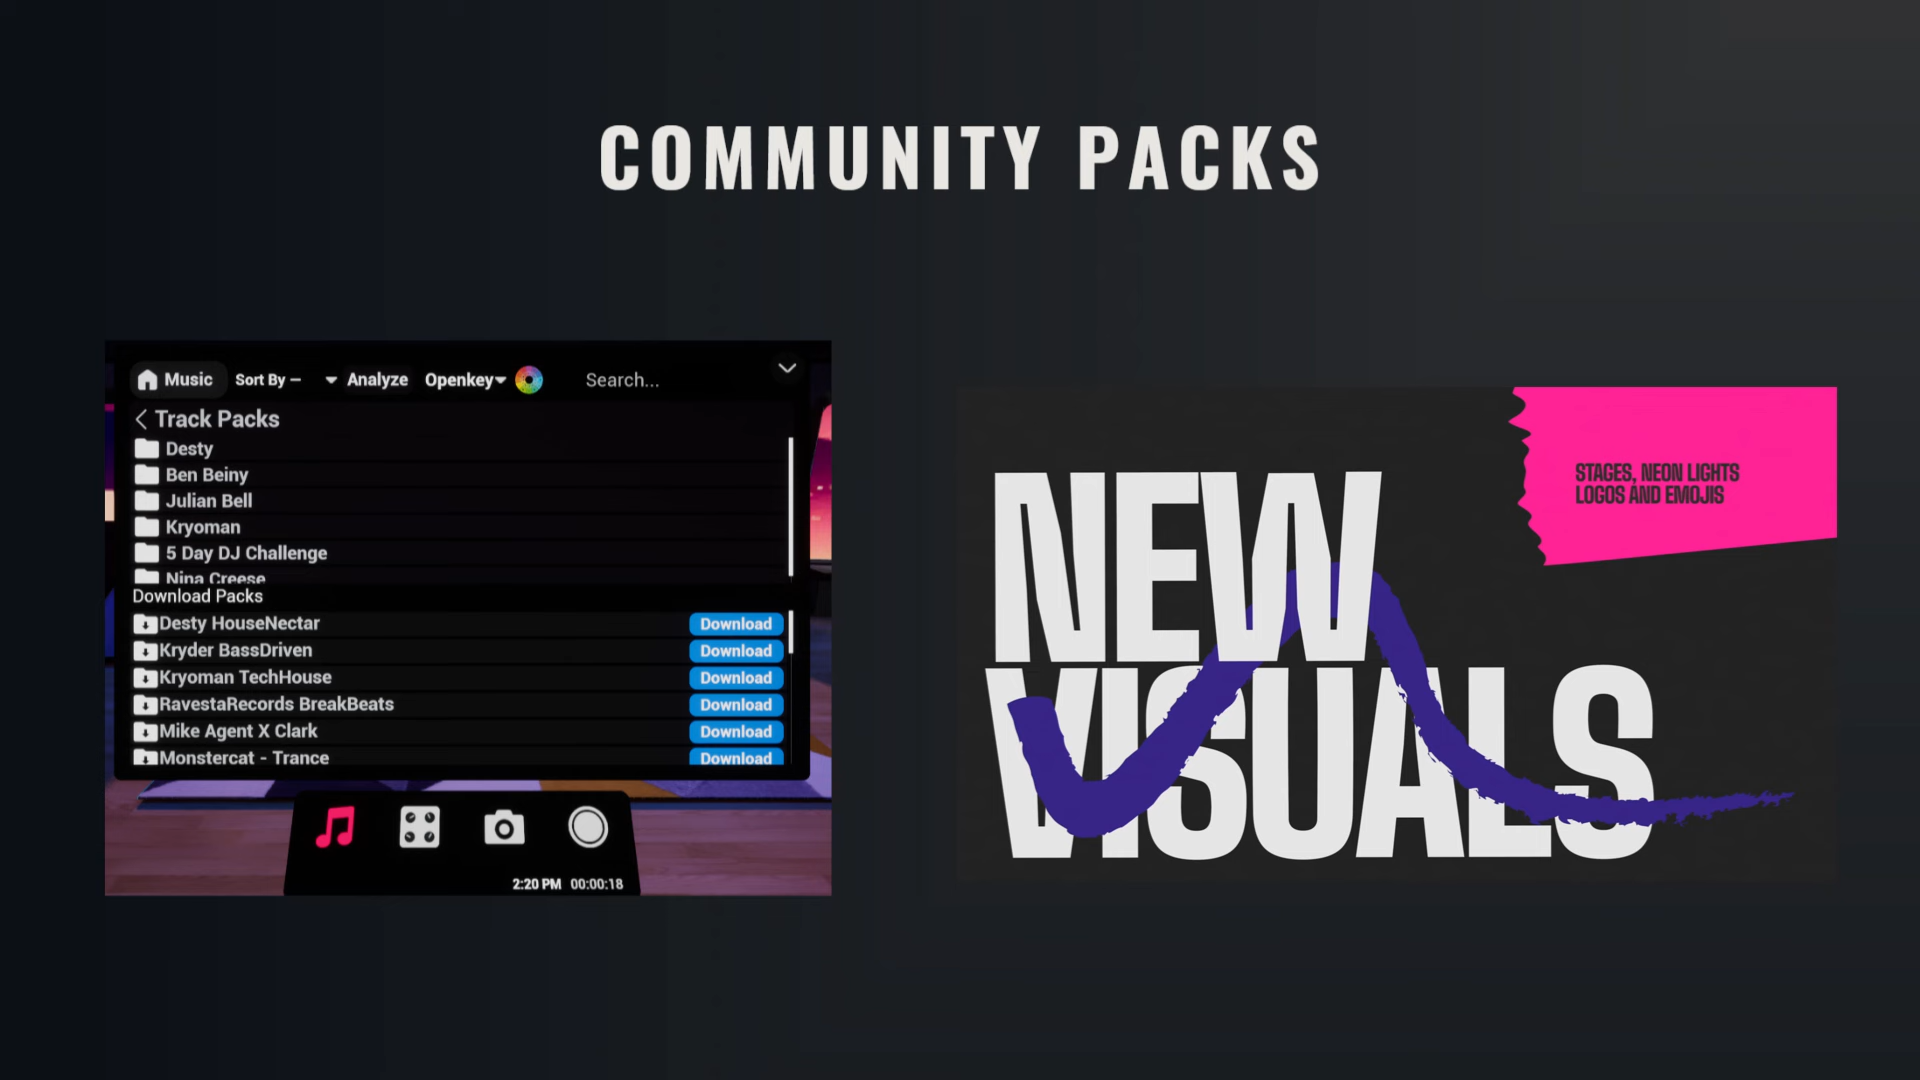 COMMUNITY PACKS
Music Sort By – Analyze Openkey Search...
Track Packs
Desty
Ben Beiny
Julian Bell
Kryoman
5 Day DJ Challenge
Nina Creese
Download Packs
Desty HouseNectar Download
Kryder BassDriven Download
Kryoman TechHouse Download
RavestaRecords BreakBeats Download
Mike Agent X Clark Download
Monstercat - Trance Download
2:20 PM 00:00:18
STAGES, NEON LIGHTS
LOGOS AND EMOJIS
NEW
VISUALS